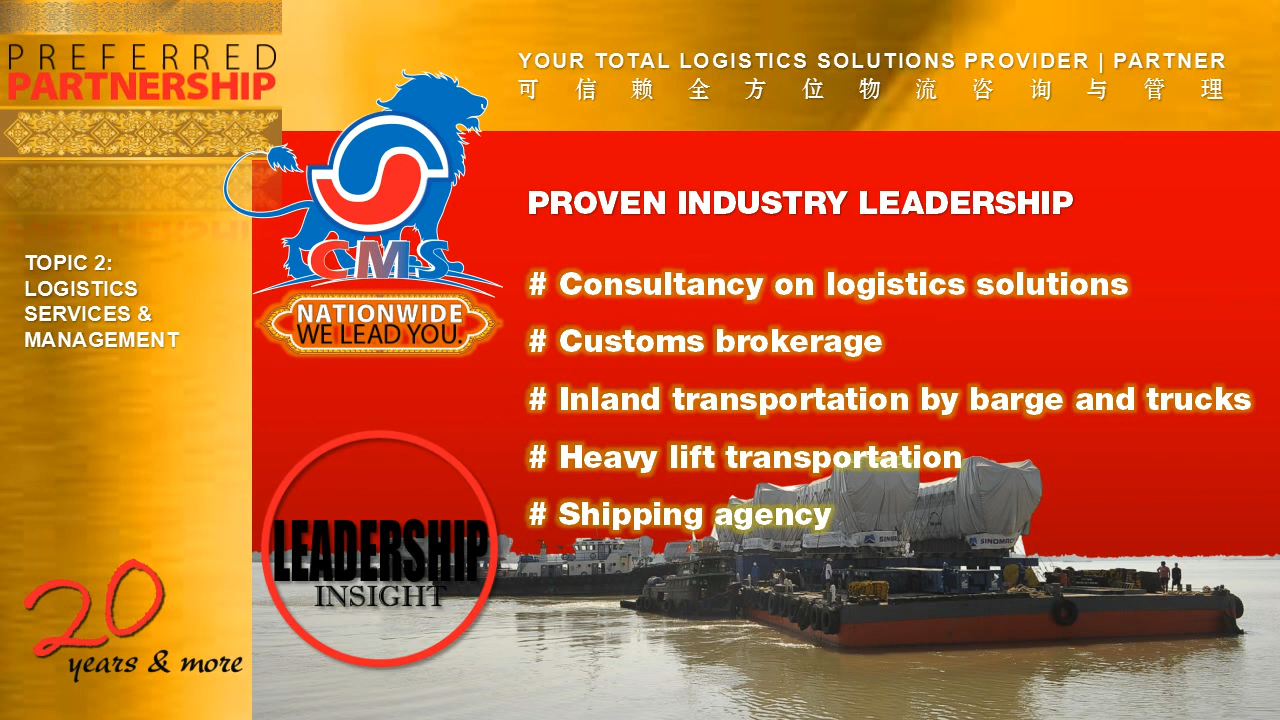 PREFERRED
PARTNERSHIP
YOUR TOTAL LOGISTICS SOLUTIONS PROVIDER | PARTNER
可信赖全方位物流咨询与管理
CMS
NATIONWIDE
WE LEAD YOU.
TOPIC 2:
LOGISTICS
SERVICES &
MANAGEMENT
PROVEN INDUSTRY LEADERSHIP
# Consultancy on logistics solutions
# Customs brokerage
# Inland transportation by barge and trucks
# Heavy lift transportation
# Shipping agency
LEADERSHIP
INSIGHT
20
years & more